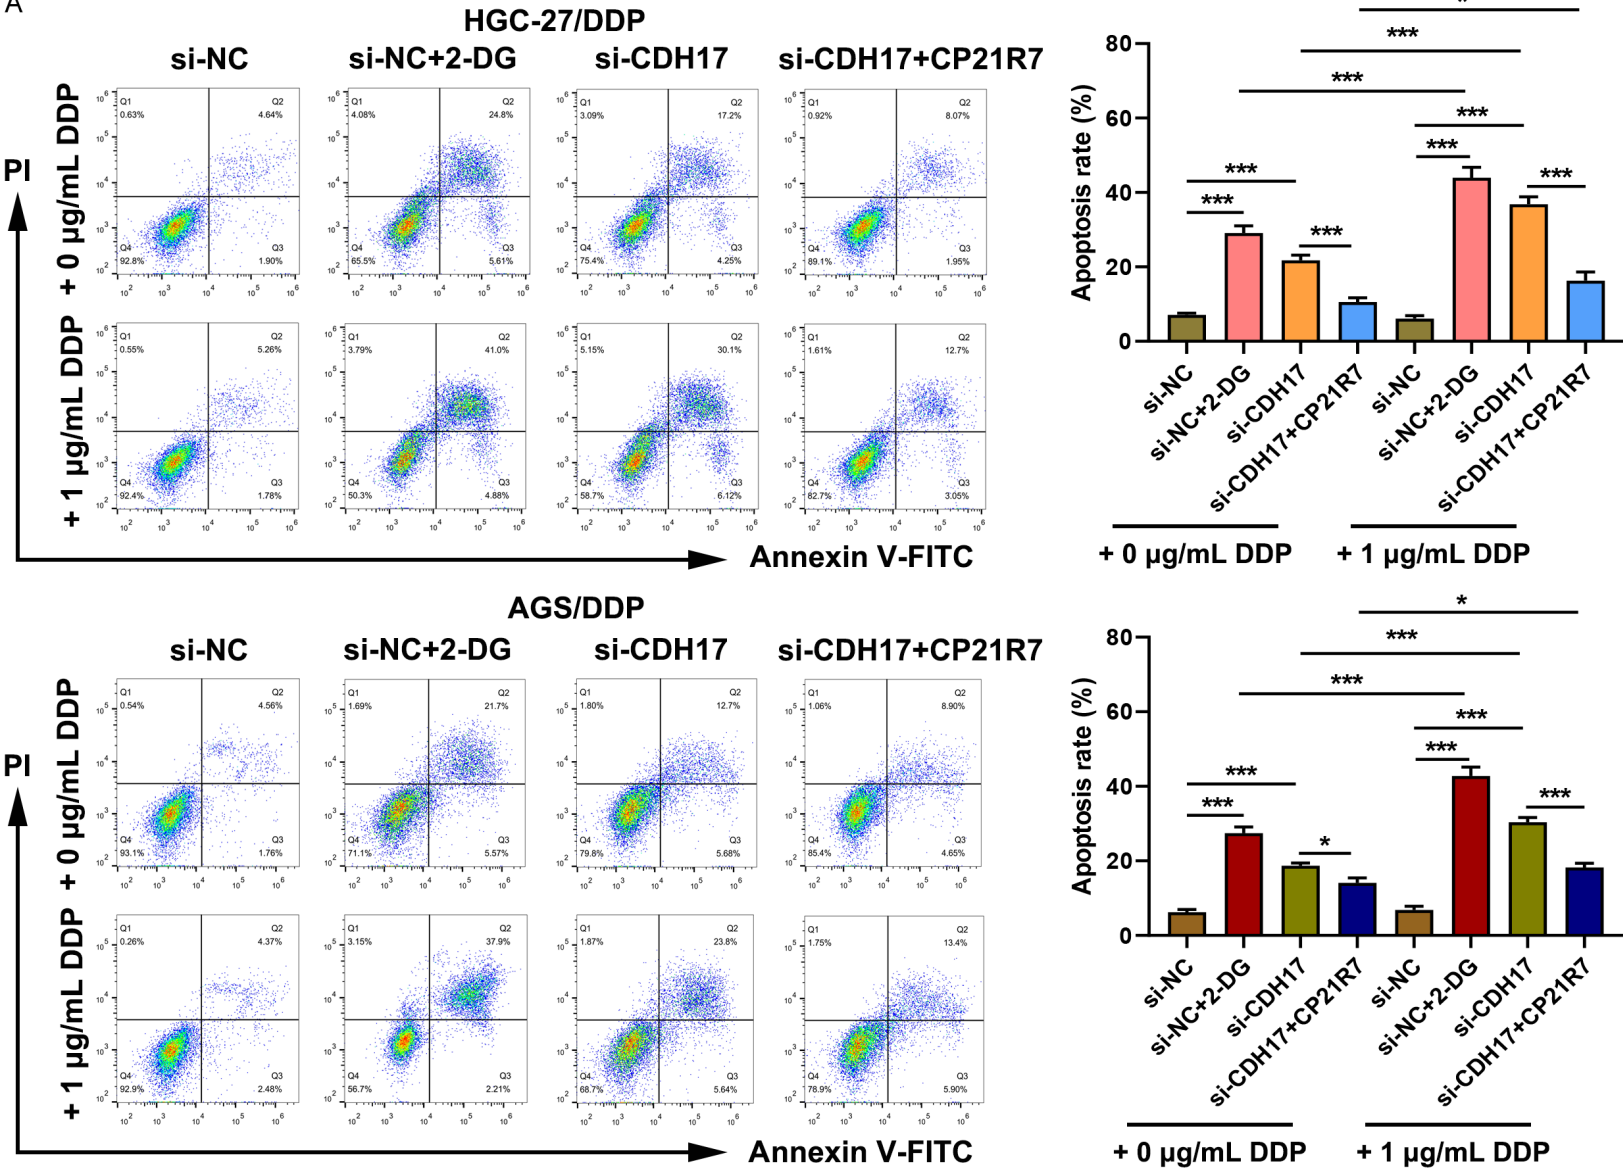 A
HGC-27/DDP
si-NC si-NC+2-DG si-CDH17 si-CDH17+CP21R7
PI
+ 0 µg/mL DDP
Q1 0.63% Q2 4.64% Q4 92.8% Q3 1.90%
Q1 4.08% Q2 24.8% Q4 65.5% Q3 5.61%
Q1 3.09% Q2 17.2% Q4 75.4% Q3 4.25%
Q1 0.92% Q2 8.07% Q4 89.1% Q3 1.95%
+ 1 µg/mL DDP
Q1 0.55% Q2 5.26% Q4 92.4% Q3 1.78%
Q1 3.79% Q2 41.0% Q4 50.3% Q3 4.88%
Q1 5.15% Q2 30.1% Q4 58.7% Q3 6.12%
Q1 1.61% Q2 12.7% Q4 82.7% Q3 3.05%
Annexin V-FITC
Apoptosis rate (%)
80
60
40
20
0
*
***
***
***
***
***
***
***
***
***
si-NC si-NC+2-DG si-CDH17 si-CDH17+CP21R7 si-NC si-NC+2-DG si-CDH17 si-CDH17+CP21R7
+ 0 µg/mL DDP + 1 µg/mL DDP
AGS/DDP
si-NC si-NC+2-DG si-CDH17 si-CDH17+CP21R7
PI
+ 0 µg/mL DDP
Q1 0.54% Q2 4.56% Q4 93.1% Q3 1.76%
Q1 1.69% Q2 21.7% Q4 71.1% Q3 5.57%
Q1 1.80% Q2 12.7% Q4 79.8% Q3 5.68%
Q1 1.06% Q2 8.90% Q4 85.4% Q3 4.65%
+ 1 µg/mL DDP
Q1 0.26% Q2 4.37% Q4 92.9% Q3 2.48%
Q1 3.15% Q2 37.9% Q4 56.7% Q3 2.21%
Q1 1.87% Q2 23.8% Q4 68.7% Q3 5.64%
Q1 1.75% Q2 13.4% Q4 78.9% Q3 5.90%
Annexin V-FITC
Apoptosis rate (%)
80
60
40
20
0
*
***
***
***
***
***
***
***
*
***
si-NC si-NC+2-DG si-CDH17 si-CDH17+CP21R7 si-NC si-NC+2-DG si-CDH17 si-CDH17+CP21R7
+ 0 µg/mL DDP + 1 µg/mL DDP